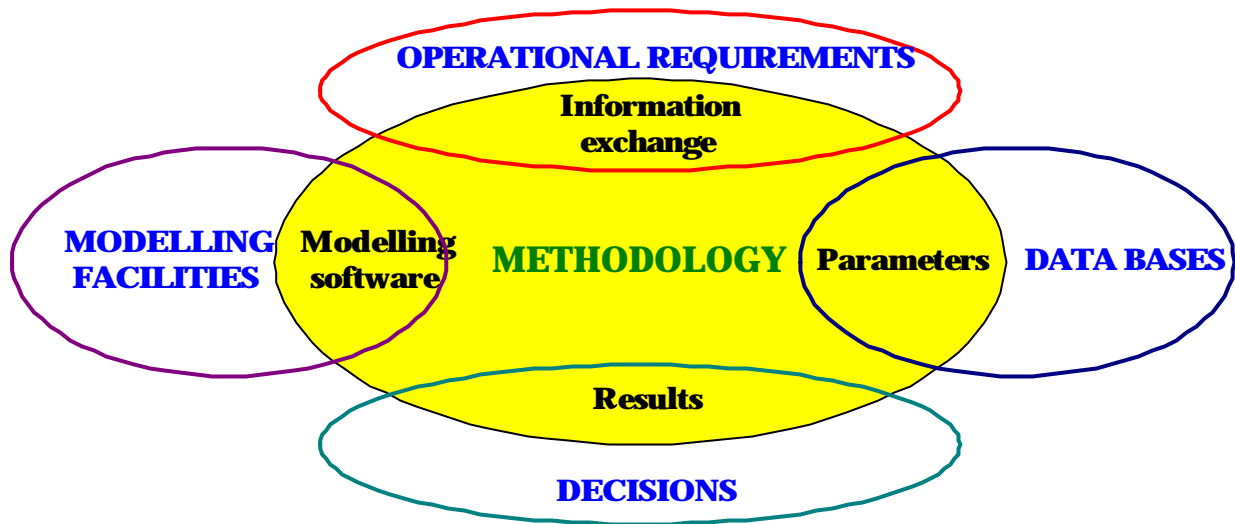 OPERATIONAL REQUIREMENTS
Information
exchange
MODELLING
FACILITIES
Modelling
software
METHODOLOGY
Parameters
DATA BASES
Results
DECISIONS